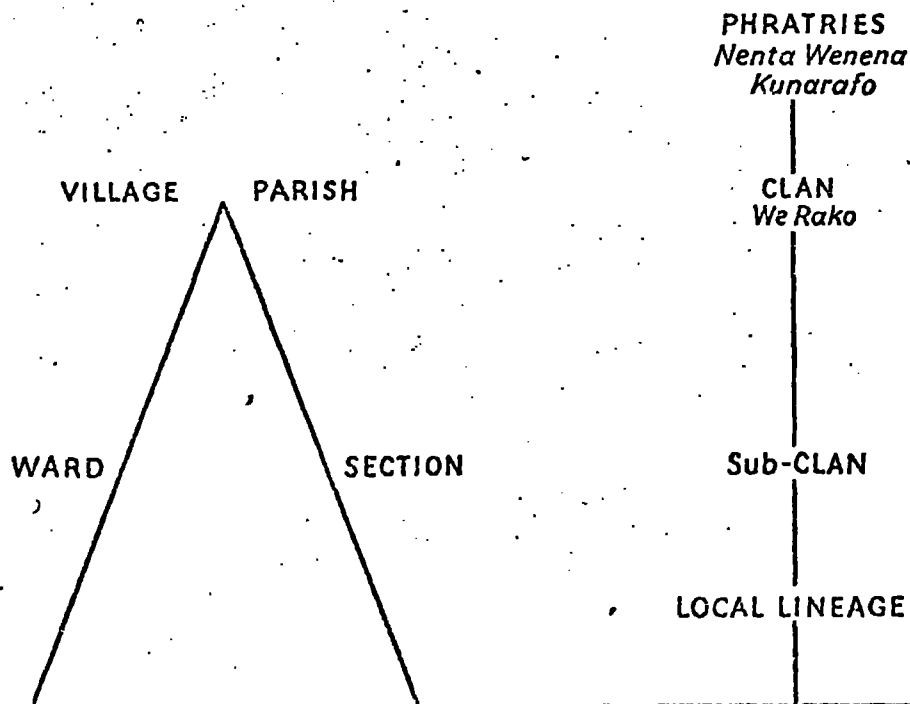 PHRATRIES
Nenta Wenena
Kunarafo
VILLAGE PARISH
CLAN
We Rako
WARD SECTION
Sub-CLAN
LOCAL LINEAGE